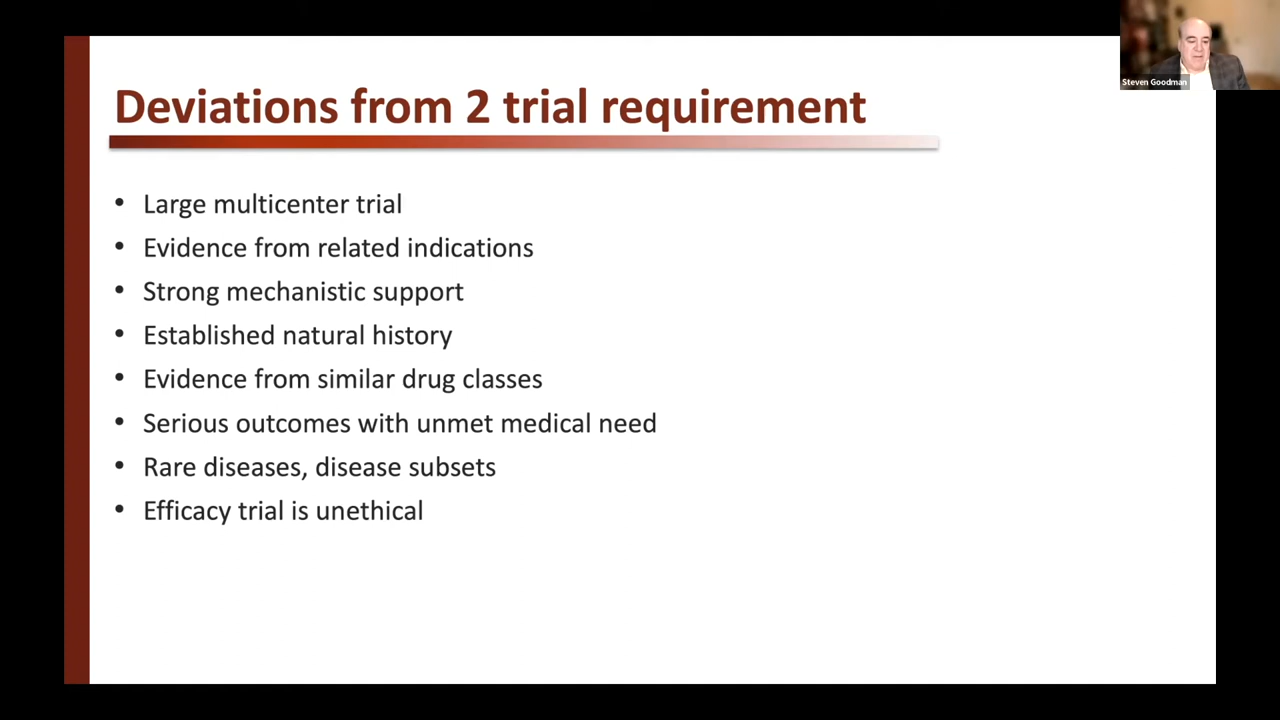 Deviations from 2 trial requirement
• Large multicenter trial
• Evidence from related indications
• Strong mechanistic support
• Established natural history
• Evidence from similar drug classes
• Serious outcomes with unmet medical need
• Rare diseases, disease subsets
• Efficacy trial is unethical
Steven Goodman